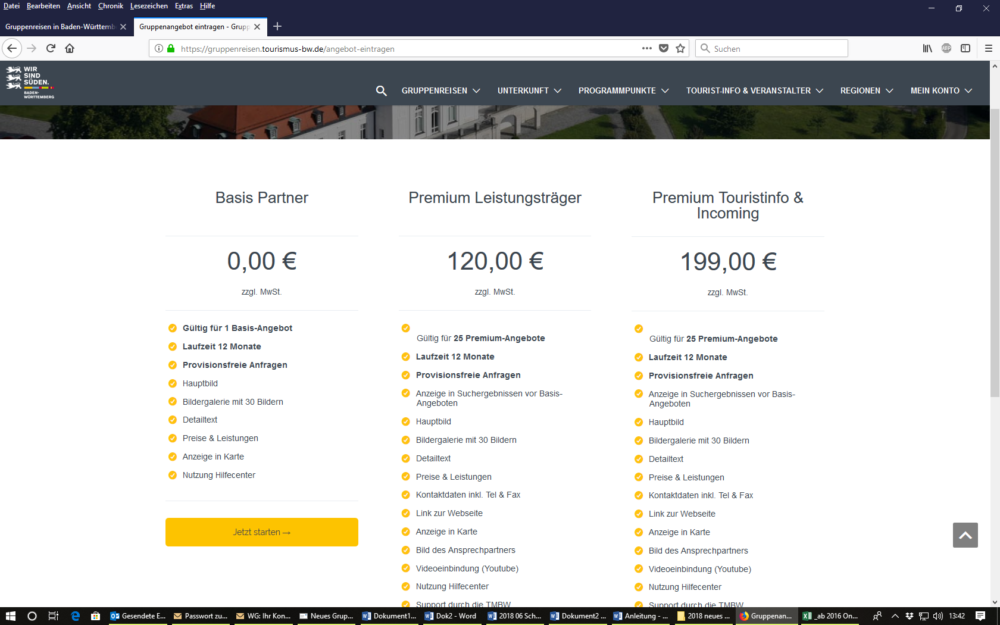 Datei Bearbeiten Ansicht Chronik Lesezeichen Extras Hilfe
Gruppenreisen in Baden-Württemb
Gruppenangebot eintragen - Grupp
https://gruppenreisen.tourismus-bw.de/angebot-eintragen
Suchen
ABP
WIR
SIND
SÜDEN.
BADEN-
WÜRTTEMBERG
GRUPPENREISEN UNTERKUNFT PROGRAMMPUNKTE TOURIST-INFO & VERANSTALTER REGIONEN MEIN KONTO
Basis Partner
0,00 €
zzgl. MwSt.
Gültig für 1 Basis-Angebot
Laufzeit 12 Monate
Provisionsfreie Anfragen
Hauptbild
Bildergalerie mit 30 Bildern
Detailtext
Preise & Leistungen
Anzeige in Karte
Nutzung Hilfecenter
Jetzt starten →
Premium Leistungsträger
120,00 €
zzgl. MwSt.
Gültig für 25 Premium-Angebote
Laufzeit 12 Monate
Provisionsfreie Anfragen
Anzeige in Suchergebnissen vor Basis-
Angeboten
Hauptbild
Bildergalerie mit 30 Bildern
Detailtext
Preise & Leistungen
Kontaktdaten inkl. Tel & Fax
Link zur Webseite
Anzeige in Karte
Bild des Ansprechpartners
Videoeinbindung (Youtube)
Nutzung Hilfecenter
Support durch die TMBW
Premium Touristinfo &
Incoming
199,00 €
zzgl. MwSt.
Gültig für 25 Premium-Angebote
Laufzeit 12 Monate
Provisionsfreie Anfragen
Anzeige in Suchergebnissen vor Basis-
Angeboten
Hauptbild
Bildergalerie mit 30 Bildern
Detailtext
Preise & Leistungen
Kontaktdaten inkl. Tel & Fax
Link zur Webseite
Anzeige in Karte
Bild des Ansprechpartners
Videoeinbindung (Youtube)
Nutzung Hilfecenter
Support durch die TMBW
Gesendete E... Passwort zu... WG: Ihr Kon... Neues Grup... Dokument1... Dok2 - Word 2018 06 Sch... Dokument2 ... Anleitung - ... 2018 neues ... Gruppenan... _ab 2016 On... 13:42